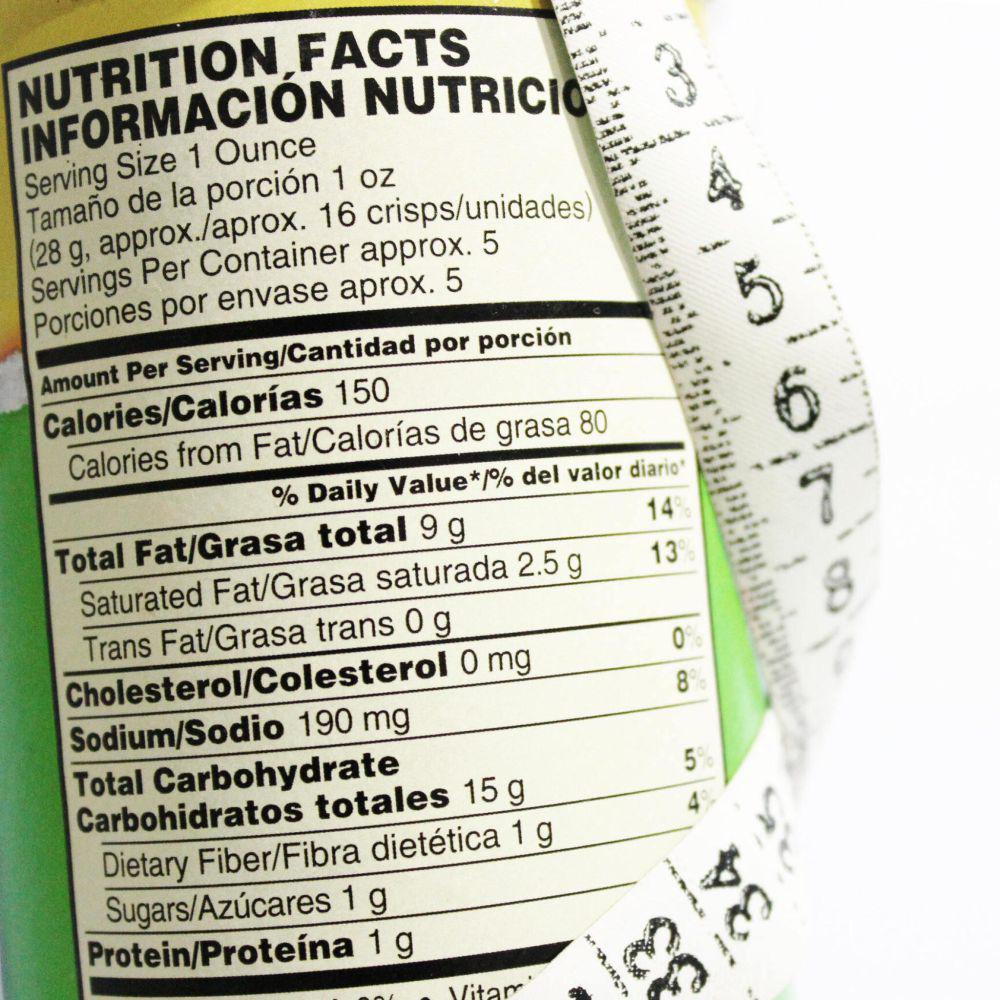 NUTRITION FACTS
INFORMACIÓN NUTRICIO
Serving Size 1 Ounce
Tamaño de la porción 1 oz
(28 g, approx./aprox. 16 crisps/unidades)
Servings Per Container approx. 5
Porciones por envase aprox. 5
Amount Per Serving/Cantidad por porción
Calories/Calorías 150
Calories from Fat/Calorías de grasa 80
% Daily Value*/% del valor diario*
Total Fat/Grasa total 9 g 14%
Saturated Fat/Grasa saturada 2.5 g 13%
Trans Fat/Grasa trans 0 g
Cholesterol/Colesterol 0 mg 0%
Sodium/Sodio 190 mg 8%
Total Carbohydrate
Carbohidratos totales 15 g 5%
Dietary Fiber/Fibra dietética 1 g 4%
Sugars/Azúcares 1 g
Protein/Proteína 1 g
3
4
5
6
7
8
33
34